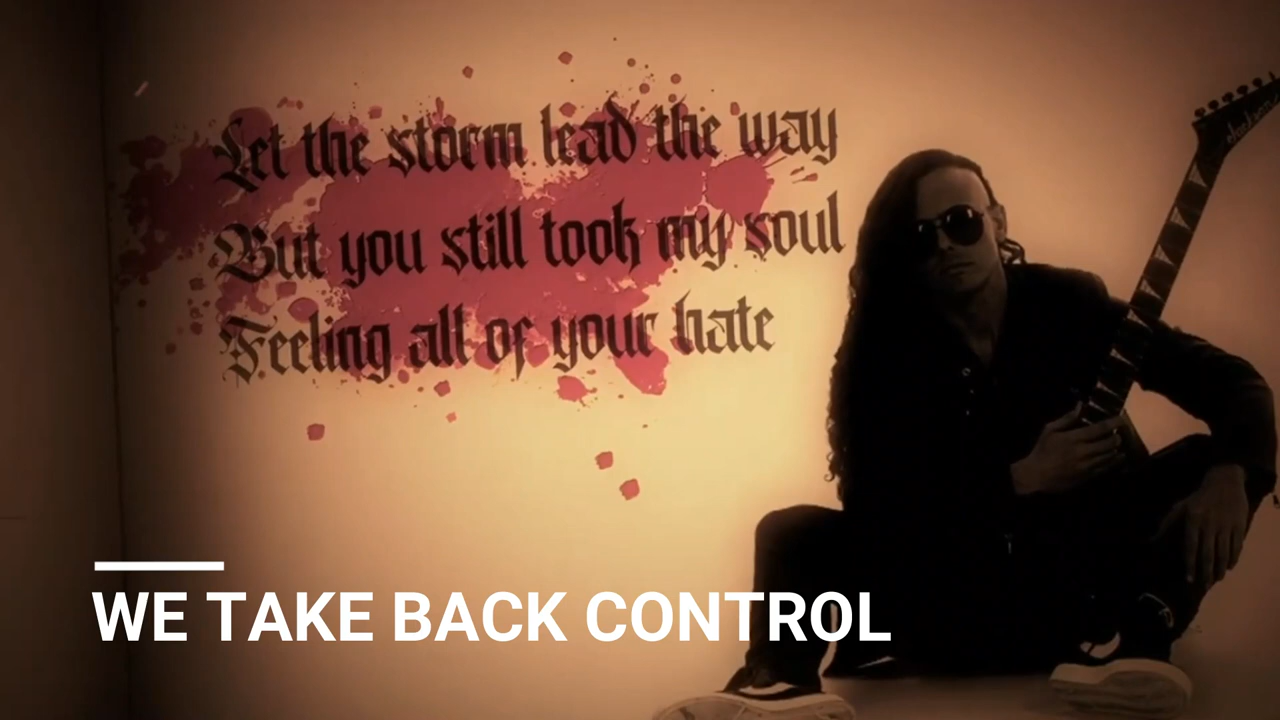 Let the storm lead the way
But you still took my soul
Feeling all of your hate
WE TAKE BACK CONTROL